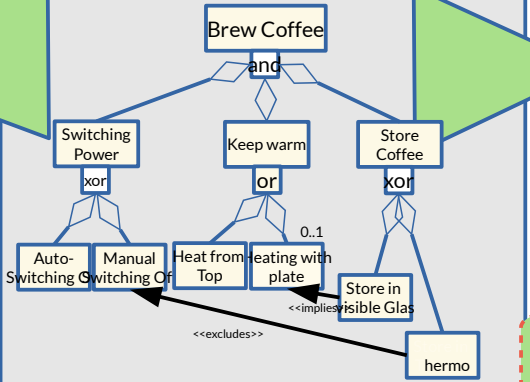 Brew Coffee
and
Switching
Power
Keep warm
Store
Coffee
xor
or
xor
0..1
Auto-
Switching O
Manual
Switching Of
Heat from
Top
Heating with
plate
Store in
visible Glas
<<implies>>
<<excludes>>
hermo